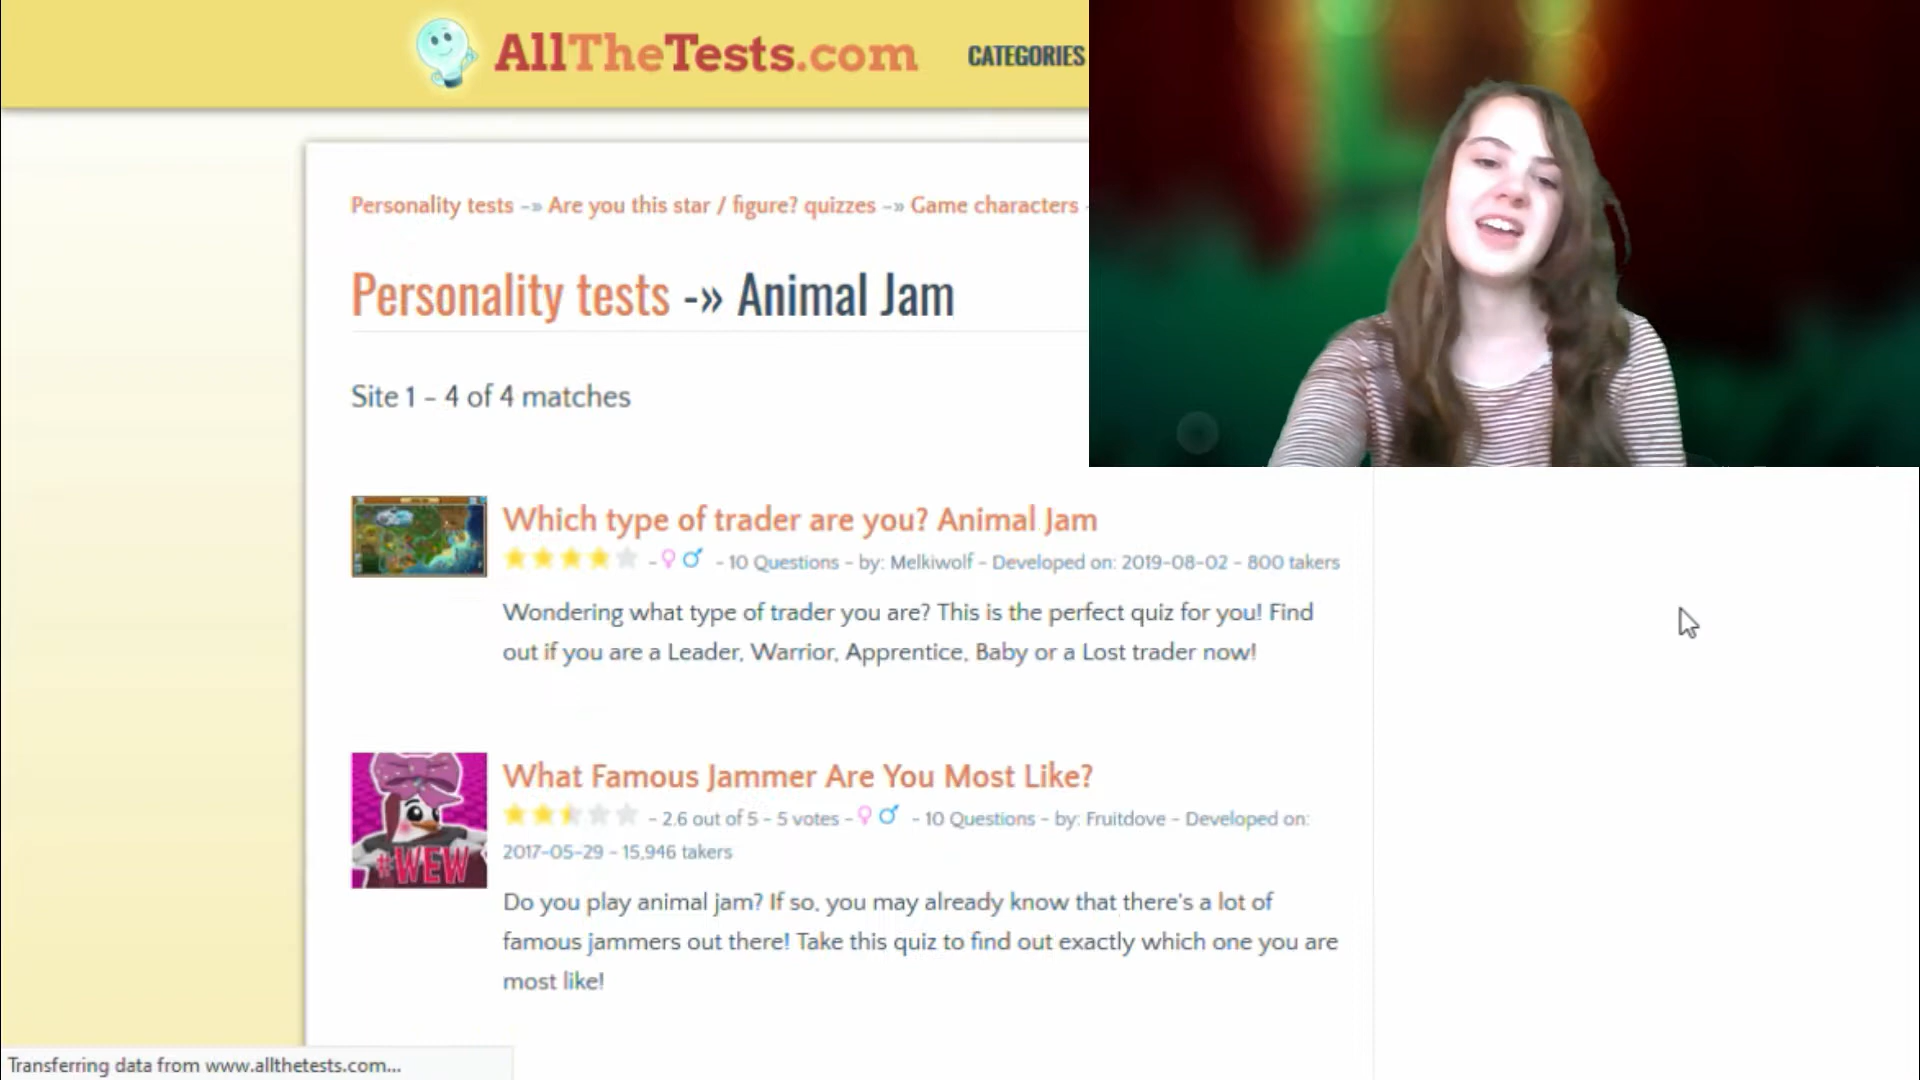 AllTheTests.com
CATEGORIES
Personality tests -» Are you this star / figure? quizzes -» Game characters -
Personality tests -» Animal Jam
Site 1 - 4 of 4 matches
Which type of trader are you? Animal Jam
- ♀ ♂ - 10 Questions - by: Melkiwolf - Developed on: 2019-08-02 - 800 takers
Wondering what type of trader you are? This is the perfect quiz for you! Find
out if you are a Leader, Warrior, Apprentice, Baby or a Lost trader now!
#WEW
What Famous Jammer Are You Most Like?
- 2.6 out of 5 - 5 votes - ♀ ♂ - 10 Questions - by: Fruitdove - Developed on:
2017-05-29 - 15,946 takers
Do you play animal jam? If so, you may already know that there's a lot of
famous jammers out there! Take this quiz to find out exactly which one you are
most like!
Transferring data from www.allthetests.com...